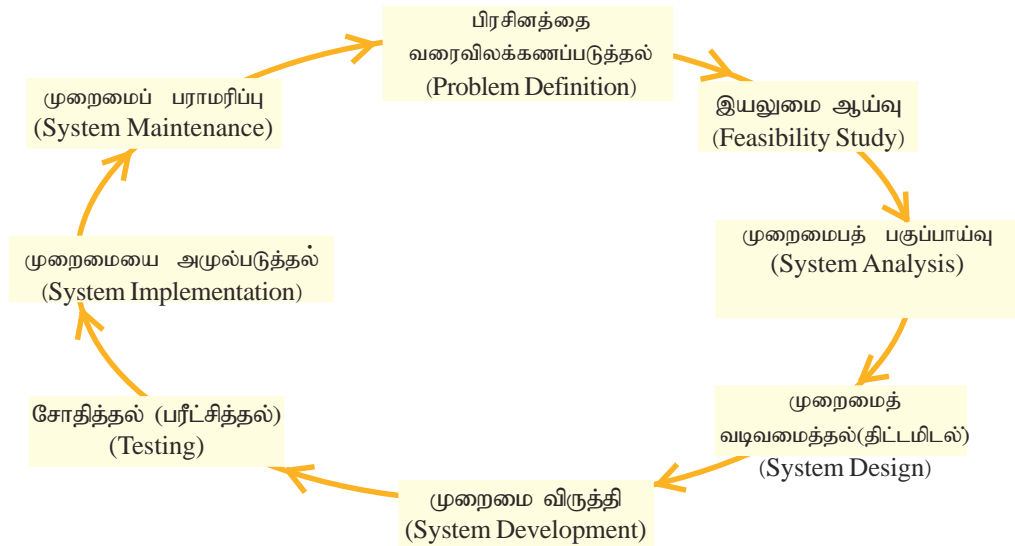 பிரசினத்தை
வரைவிலக்கணப்படுத்தல்
(Problem Definition)
இயலுமை ஆய்வு
(Feasibility Study)
முறைமைபத் பகுப்பாய்வு
(System Analysis)
முறைமைத்
வடிவமைத்தல்(திட்டமிடல்)
(System Design)
முறைமை விருத்தி
(System Development)
சோதித்தல் (பரீட்சித்தல்)
(Testing)
முறைமையை அமுல்படுத்தல்
(System Implementation)
முறைமைப் பராமரிப்பு
(System Maintenance)